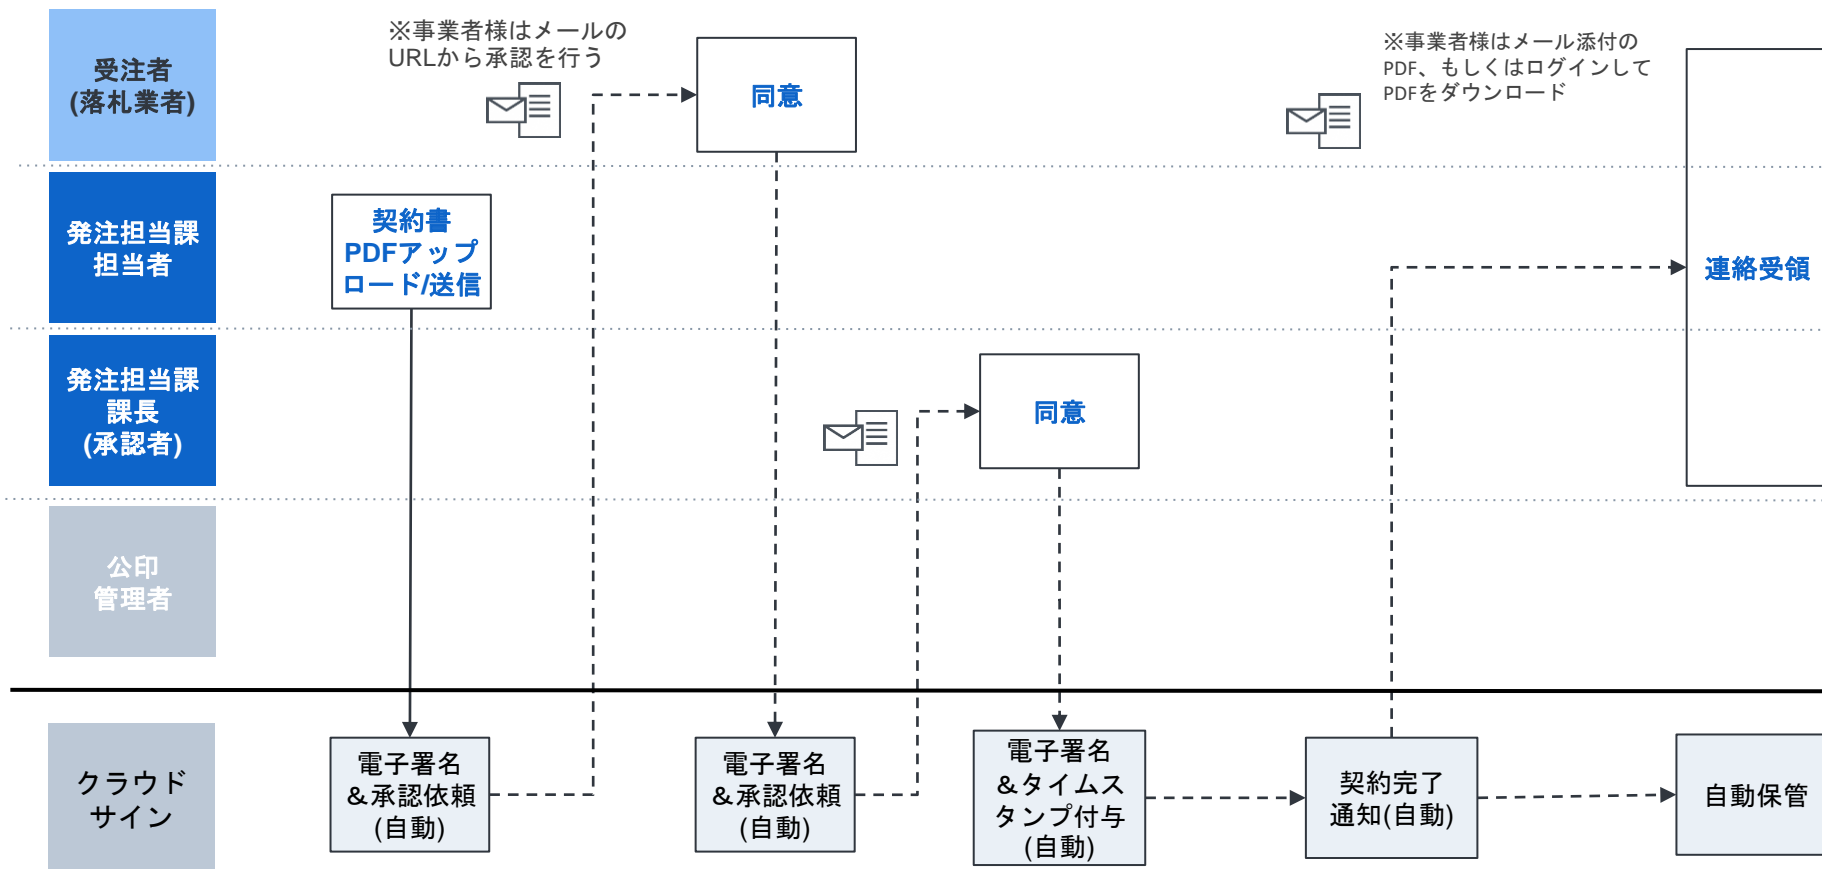 受注者
(落札業者)
※事業者様はメールの
URLから承認を行う
同意
※事業者様はメール添付の
PDF、もしくはログインして
PDFをダウンロード
発注担当課
担当者
契約書
PDFアップ
ロード/送信
連絡受領
発注担当課
課長
(承認者)
同意
公印
管理者
クラウド
サイン
電子署名
&承認依頼
(自動)
電子署名
&承認依頼
(自動)
電子署名
&タイムス
タンプ付与
(自動)
契約完了
通知(自動)
自動保管